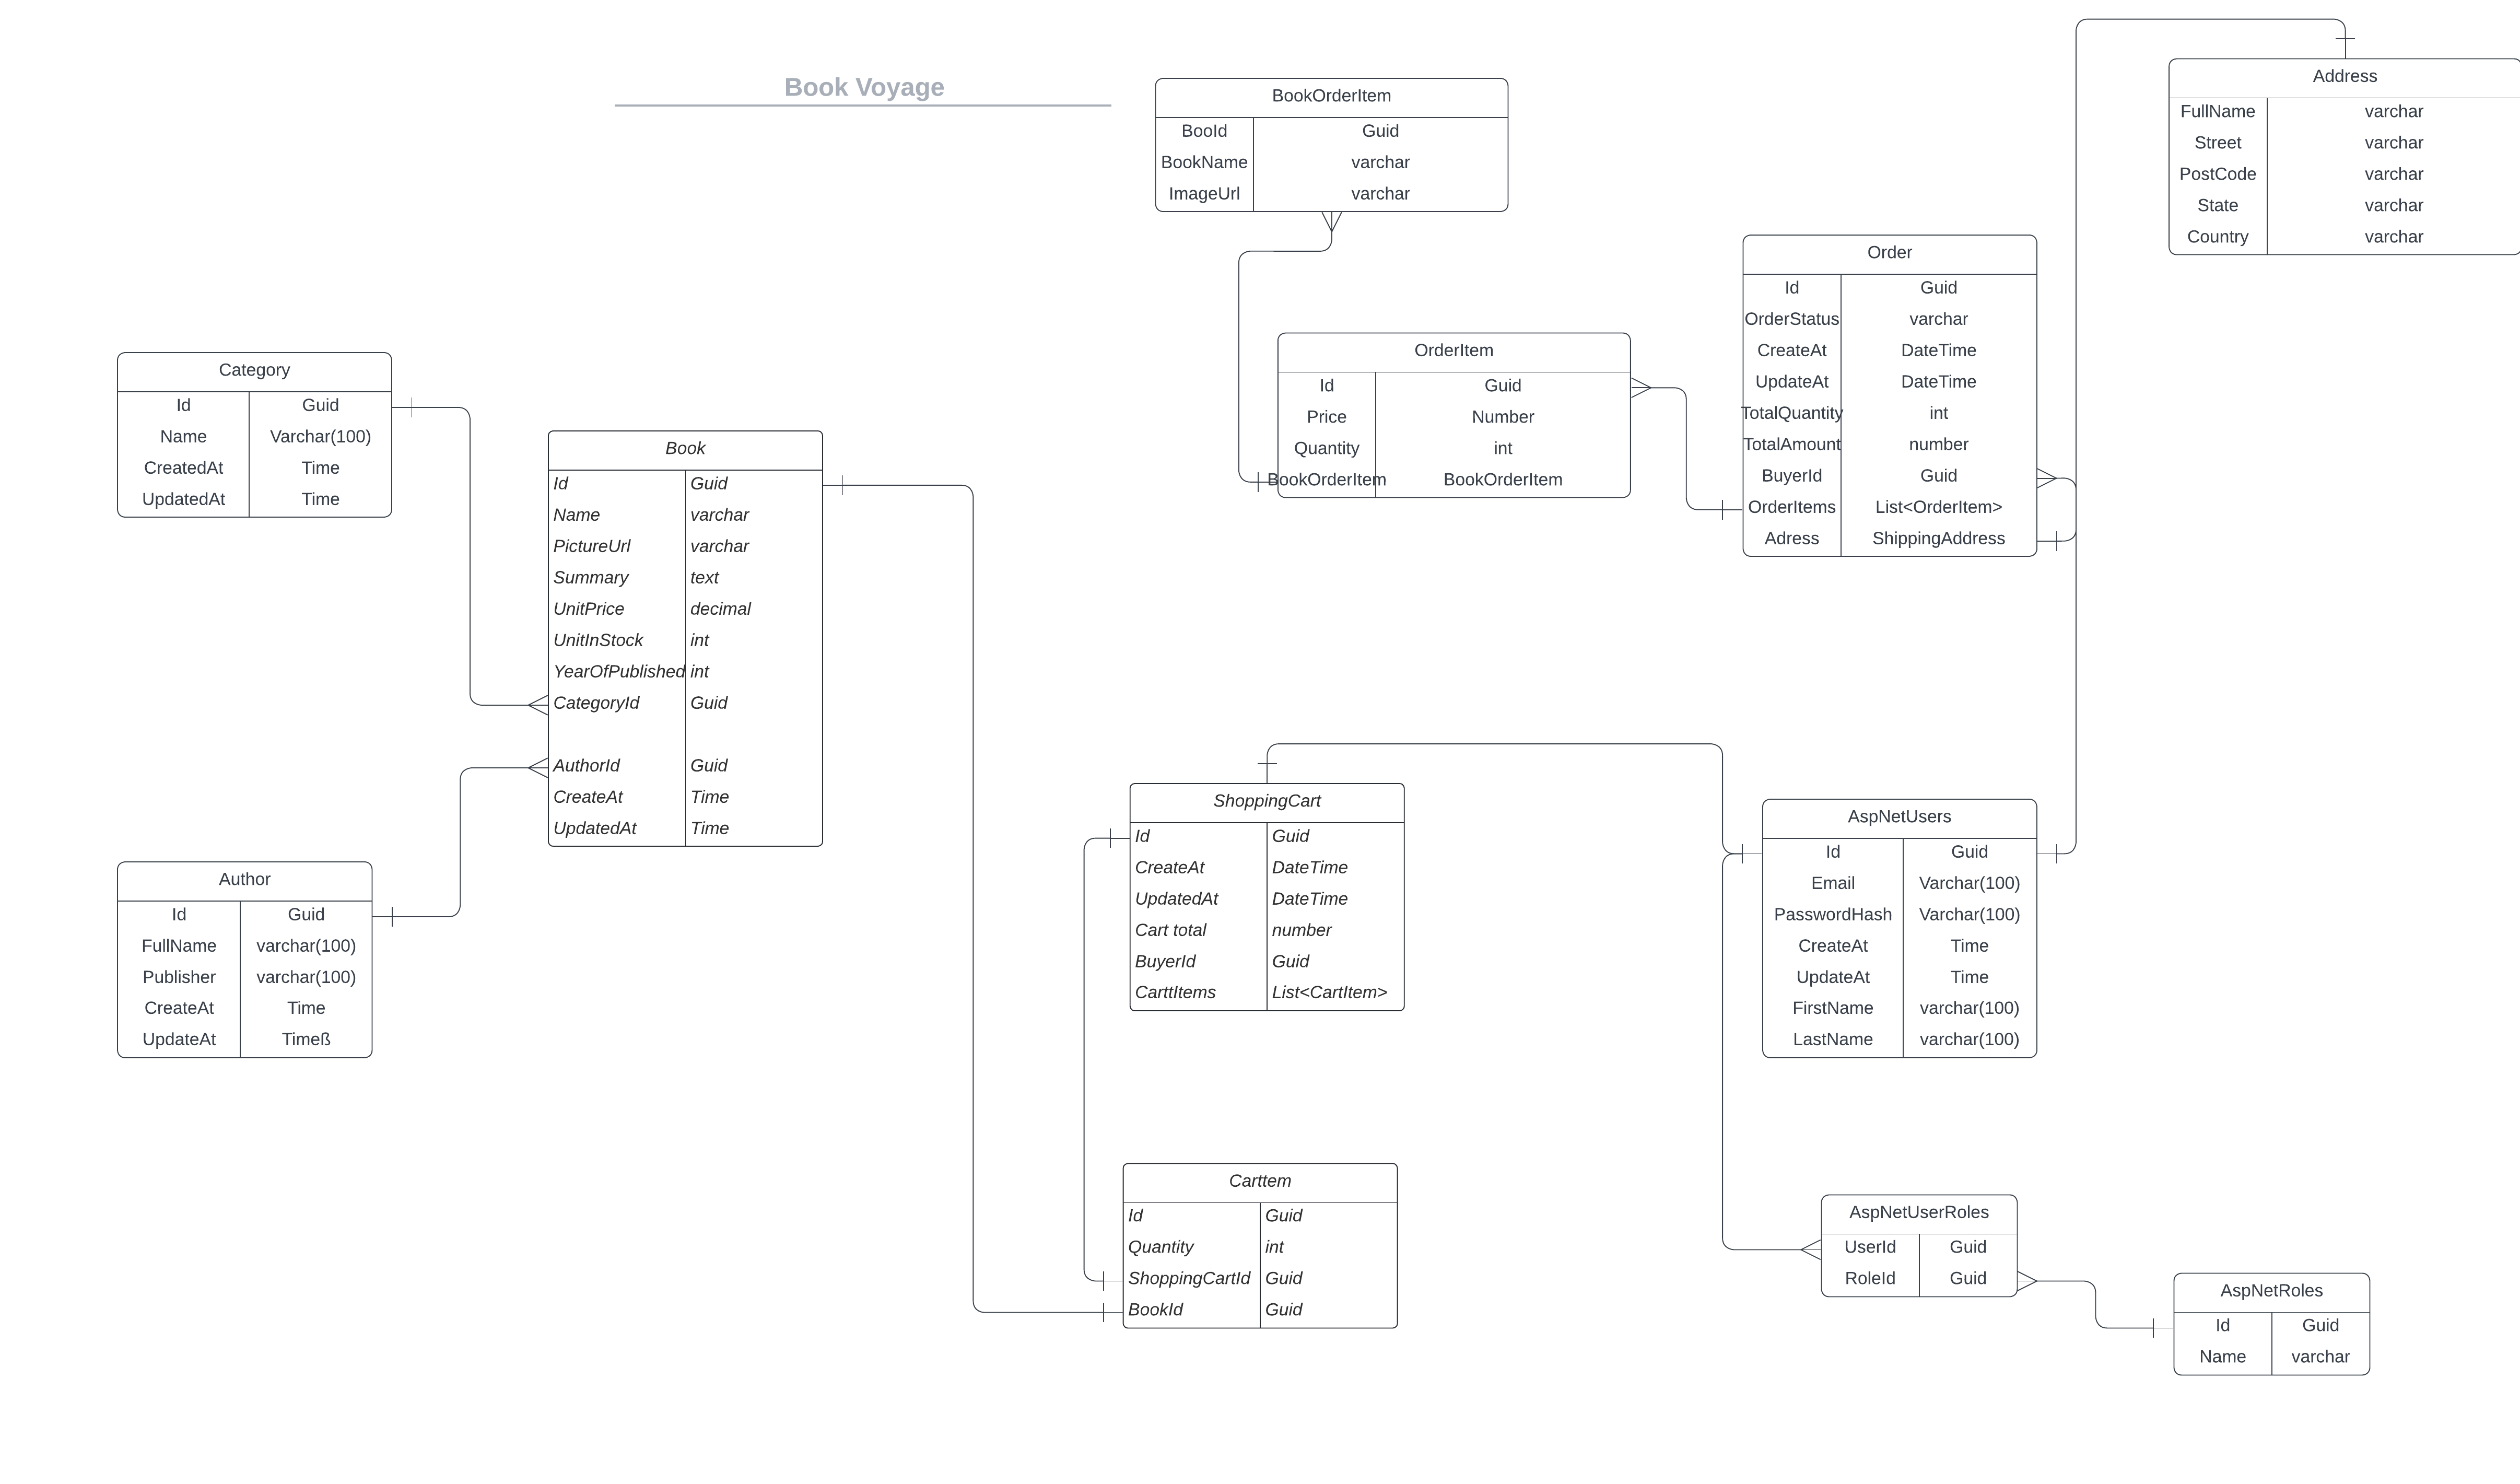 Book Voyage
BookOrderItem
BooId Guid
BookName varchar
ImageUrl varchar
Address
FullName varchar
Street varchar
PostCode varchar
State varchar
Country varchar
Order
Id Guid
OrderStatus varchar
CreateAt DateTime
UpdateAt DateTime
TotalQuantity int
TotalAmount number
BuyerId Guid
OrderItems List<OrderItem>
Adress ShippingAddress
OrderItem
Id Guid
Price Number
Quantity int
BookOrderItem BookOrderItem
Category
Id Guid
Name Varchar(100)
CreatedAt Time
UpdatedAt Time
Book
Id Guid
Name varchar
PictureUrl varchar
Summary text
UnitPrice decimal
UnitInStock int
YearOfPublished int
CategoryId Guid
AuthorId Guid
CreateAt Time
UpdatedAt Time
Author
Id Guid
FullName varchar(100)
Publisher varchar(100)
CreateAt Time
UpdateAt Timeß
ShoppingCart
Id Guid
CreateAt DateTime
UpdatedAt DateTime
Cart total number
BuyerId Guid
CarttItems List<CartItem>
AspNetUsers
Id Guid
Email Varchar(100)
PasswordHash Varchar(100)
CreateAt Time
UpdateAt Time
FirstName varchar(100)
LastName varchar(100)
Carttem
Id Guid
Quantity int
ShoppingCartId Guid
BookId Guid
AspNetUserRoles
UserId Guid
RoleId Guid
AspNetRoles
Id Guid
Name varchar